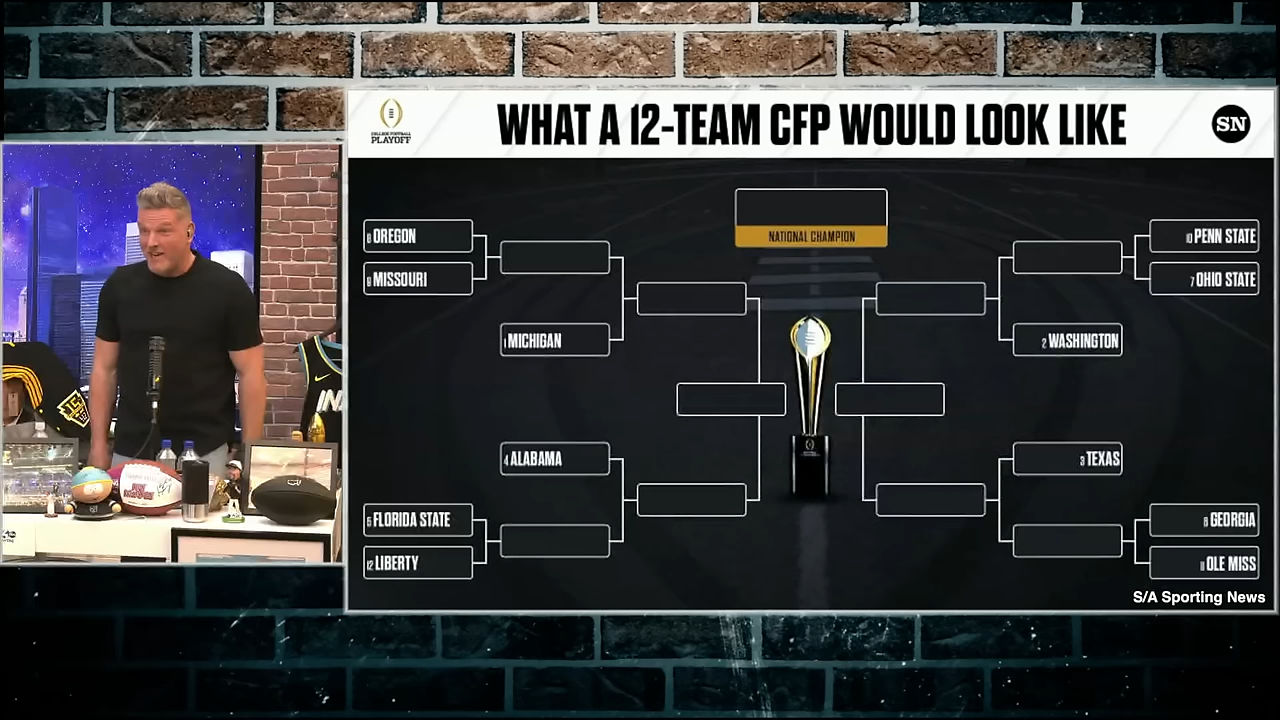 COLLEGE FOOTBALL
PLAYOFF
WHAT A 12-TEAM CFP WOULD LOOK LIKE
SN
NATIONAL CHAMPION
8 OREGON
9 MISSOURI
1 MICHIGAN
4 ALABAMA
5 FLORIDA STATE
12 LIBERTY
10 PENN STATE
7 OHIO STATE
2 WASHINGTON
3 TEXAS
6 GEORGIA
11 OLE MISS
S/A Sporting News
IN
15